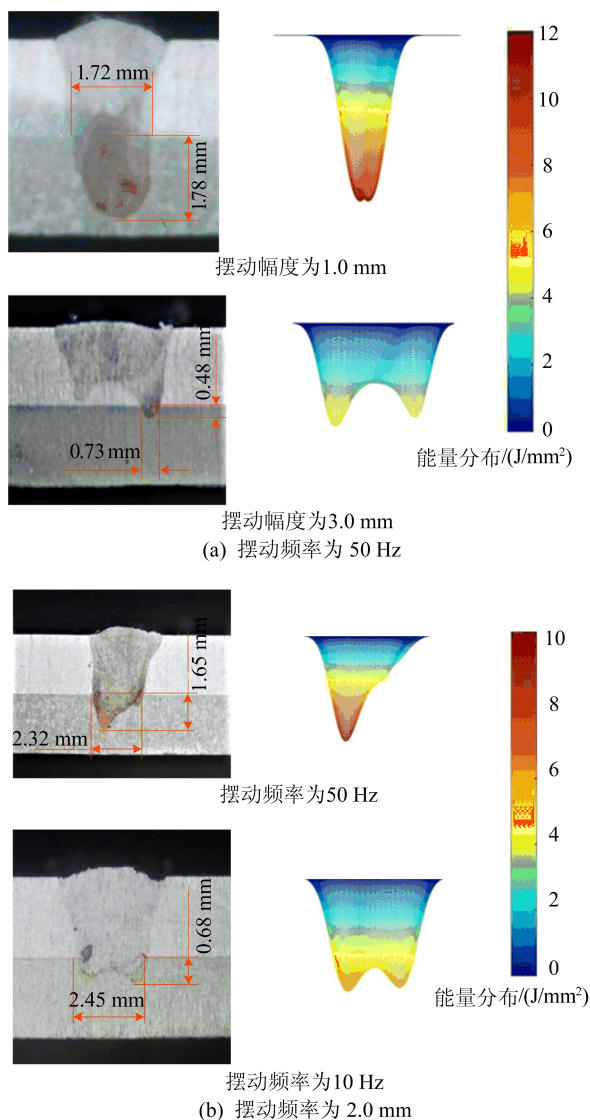 1.72 mm
1.78 mm
12
10
8
6
4
2
0
摆动幅度为1.0 mm
0.48 mm
0.73 mm
能量分布/(J/mm²)
摆动幅度为3.0 mm
(a) 摆动频率为 50 Hz
1.65 mm
2.32 mm
10
8
6
4
2
0
摆动频率为50 Hz
0.68 mm
2.45 mm
能量分布/(J/mm²)
摆动频率为10 Hz
(b) 摆动频率为 2.0 mm